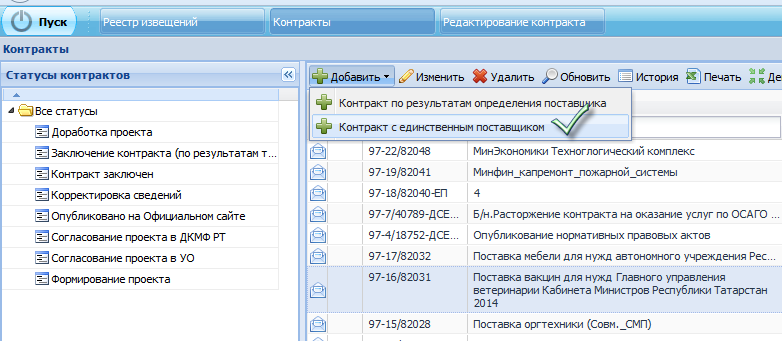 Пуск
Реестр извещений
Контракты
Редактирование контракта
Контракты
Статусы контрактов
Все статусы
Доработка проекта
Заключение контракта (по результатам т...
Контракт заключен
Корректировка сведений
Опубликовано на Официальном сайте
Согласование проекта в ДКМФ РТ
Согласование проекта в УО
Формирование проекта
Добавить
Изменить
Удалить
Обновить
История
Печать
Де
Контракт по результатам определения поставщика
Контракт с единственным поставщиком
97-22/82048 МинЭкономики Техноглогический комплекс
97-19/82041 Минфин_капремонт_пожарной_системы
97-18/82040-ЕП 4
97-7/40789-ДСЕ... Б/н.Расторжение контракта на оказание услуг по ОСАГО
97-4/18752-ДСЕ... Опубликование нормативных правовых актов
97-17/82032 Поставка мебели для нужд автономного учреждения Рес...
97-16/82031 Поставка вакцин для нужд Главного управления
ветеринарии Кабинета Министров Республики Татарстан
2014
97-15/82028 Поставка оргтехники (Совм._СМП)